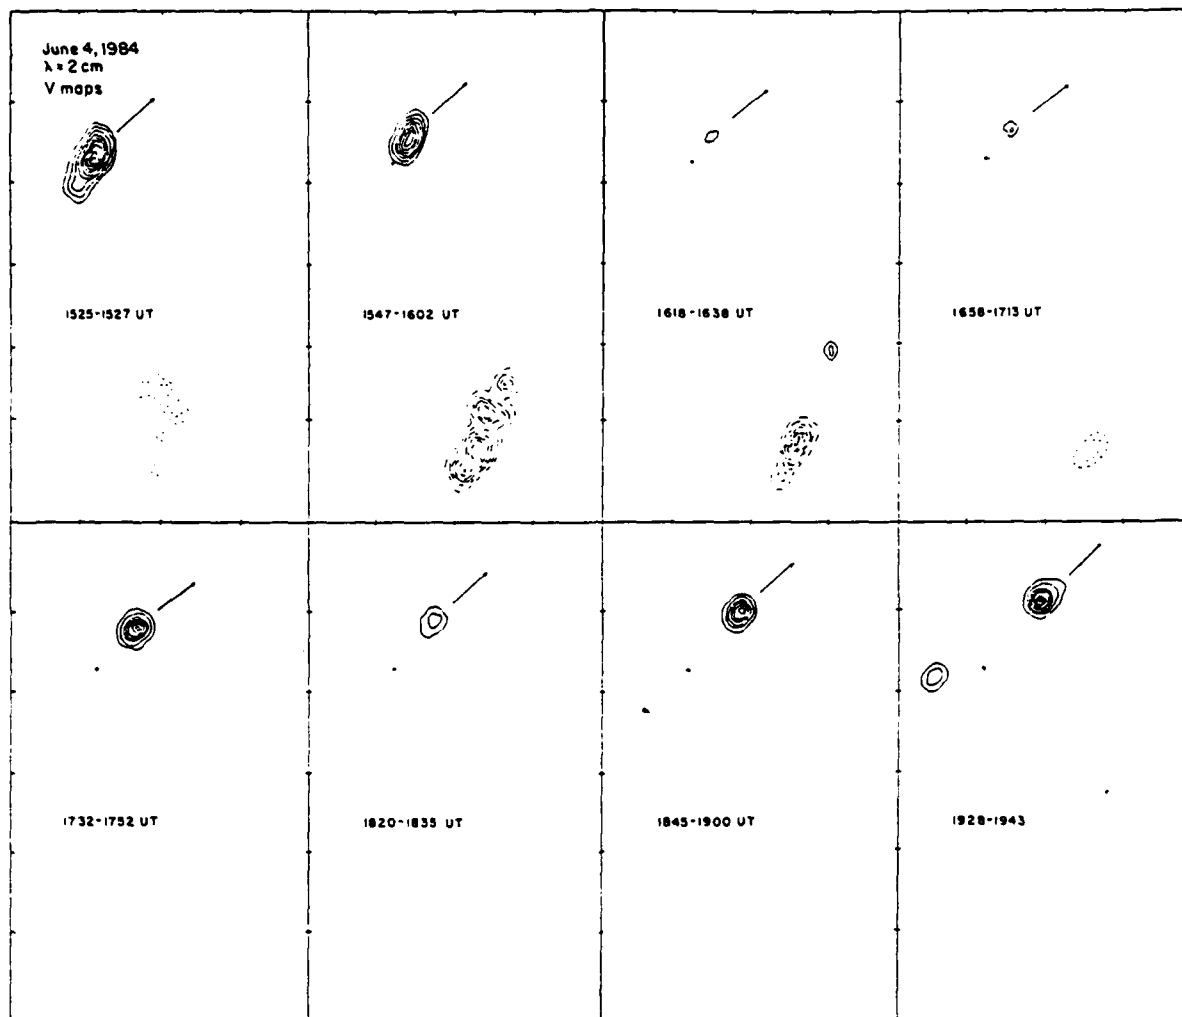 June 4, 1984
λ = 2 cm
V maps
1525-1527 UT
1547-1602 UT
1618-1638 UT
1658-1713 UT
1732-1752 UT
1820-1835 UT
1845-1900 UT
1928-1943